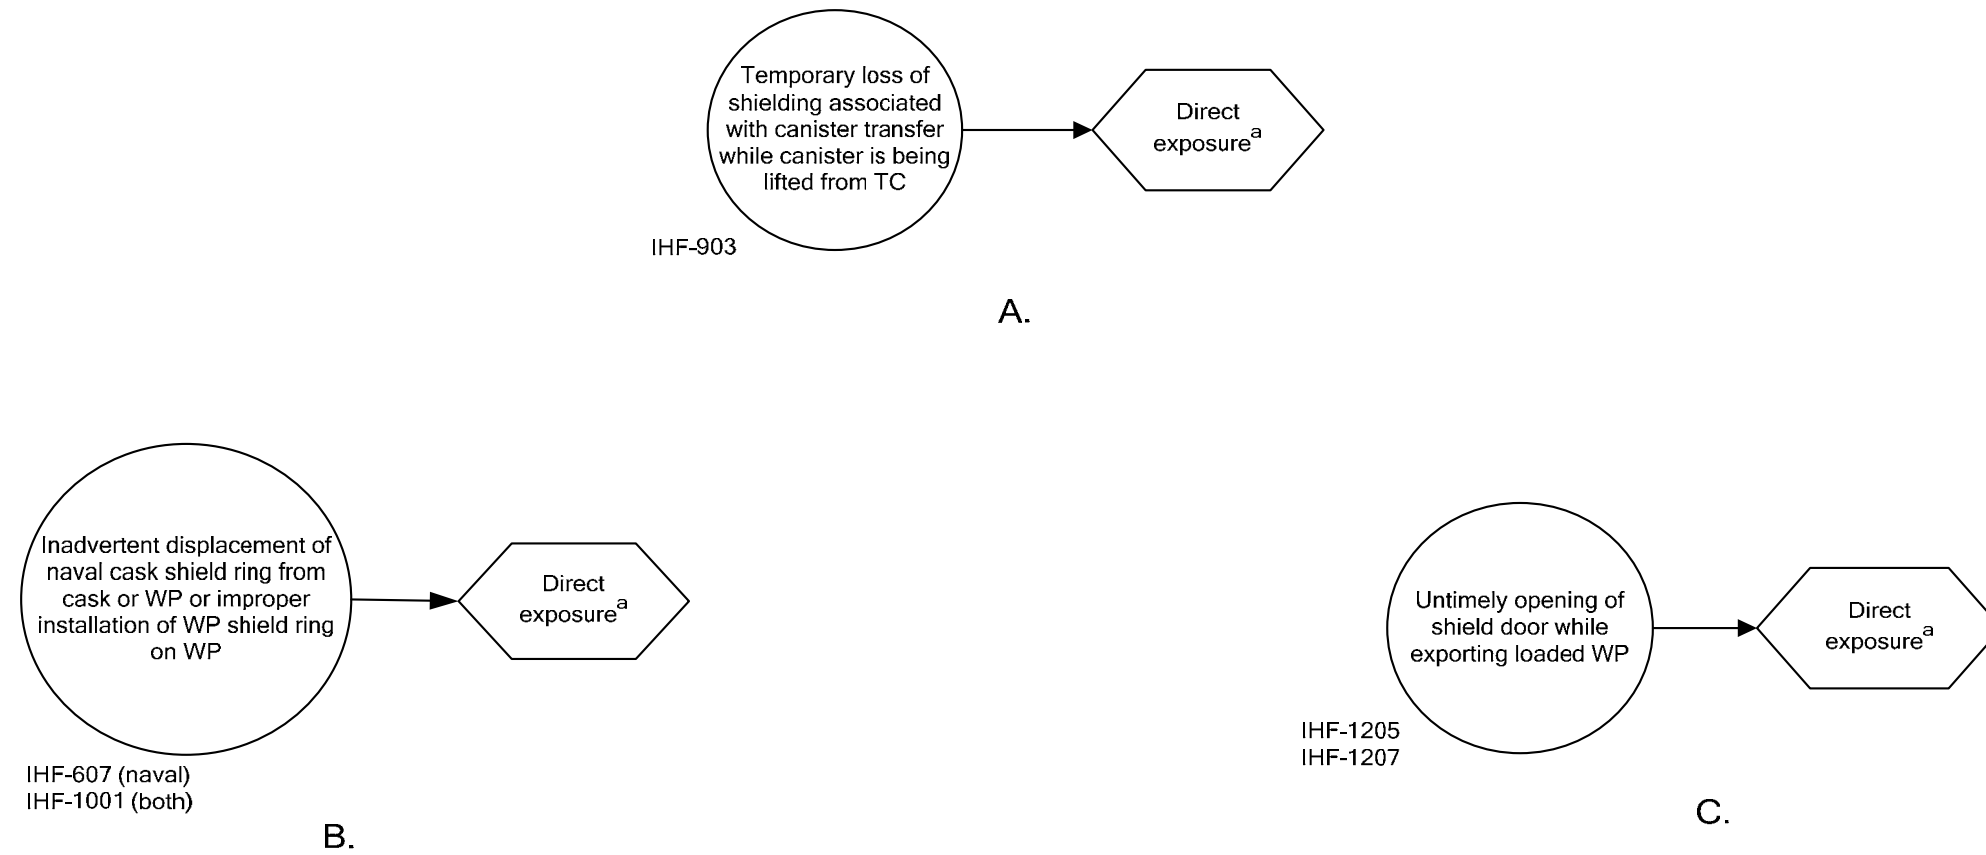 Temporary loss of
shielding associated
with canister transfer
while canister is being
lifted from TC
Direct
exposureᵃ
IHF-903
A.
Inadvertent displacement of
naval cask shield ring from
cask or WP or improper
installation of WP shield ring
on WP
Direct
exposureᵃ
IHF-607 (naval)
IHF-1001 (both)
B.
Untimely opening of
shield door while
exporting loaded WP
Direct
exposureᵃ
IHF-1205
IHF-1207
C.